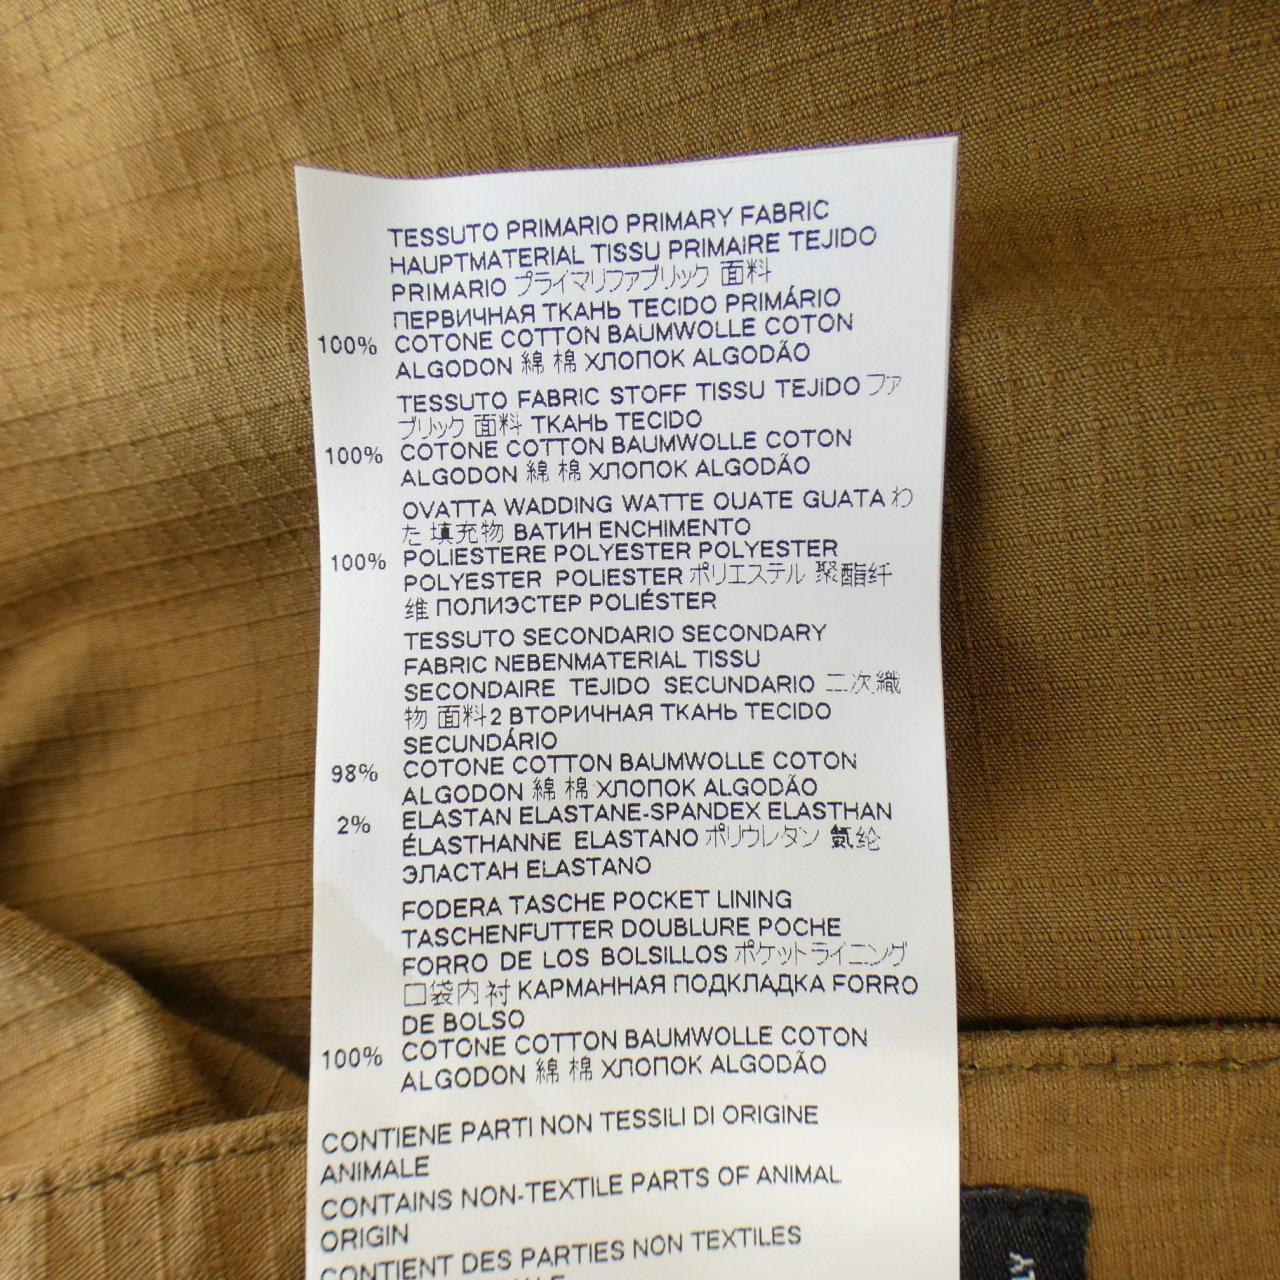 TESSUTO PRIMARIO PRIMARY FABRIC
HAUPTMATERIAL TISSU PRIMAIRE TEJIDO
PRIMARIO プライマリファブリック 面料
ПЕРВИЧНАЯ ТКАНЬ TECIDO PRIMÁRIO
100% COTONE COTTON BAUMWOLLE COTON
ALGODON 綿 棉 ХЛОПОК ALGODÃO
TESSUTO FABRIC STOFF TISSU TEJIDO ファ
ブリック 面料 ТКАНЬ TECIDO
100% COTONE COTTON BAUMWOLLE COTON
ALGODON 綿 棉 ХЛОПОК ALGODÃO
OVATTA WADDING WATTE OUATE GUATA わ
た 填充物 ВАТИН ENCHIMENTO
100% POLIESTERE POLYESTER POLYESTER
POLYESTER POLIESTER ポリエステル 聚酯纤
维 ПОЛИЭСТЕР POLIÉSTER
TESSUTO SECONDARIO SECONDARY
FABRIC NEBENMATERIAL TISSU
SECONDAIRE TEJIDO SECUNDARIO 二次織
物 面料2 ВТОРИЧНАЯ ТКАНЬ TECIDO
SECUNDÁRIO
98% COTONE COTTON BAUMWOLLE COTON
ALGODON 綿 棉 ХЛОПОК ALGODÃO
2% ELASTAN ELASTANE-SPANDEX ELASTHAN
ÉLASTHANNE ELASTANO ポリウレタン 氨纶
ЭЛАСТАН ELASTANO
FODERA TASCHE POCKET LINING
TASCHENFUTTER DOUBLURE POCHE
FORRO DE LOS BOLSILLOS ポケットライニング
口袋内衬 КАРМАННАЯ ПОДКЛАДКА FORRO
DE BOLSO
100% COTONE COTTON BAUMWOLLE COTON
ALGODON 綿 棉 ХЛОПОК ALGODÃO
CONTIENE PARTI NON TESSILI DI ORIGINE
ANIMALE
CONTAINS NON-TEXTILE PARTS OF ANIMAL
ORIGIN
CONTIENT DES PARTIES NON TEXTILES